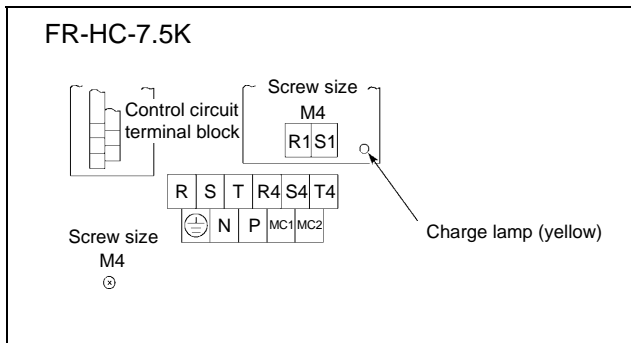 FR-HC-7.5K
Control circuit
terminal block
Screw size
M4
R1 S1
R S T R4 S4 T4
N P MC1 MC2
Charge lamp (yellow)
Screw size
M4